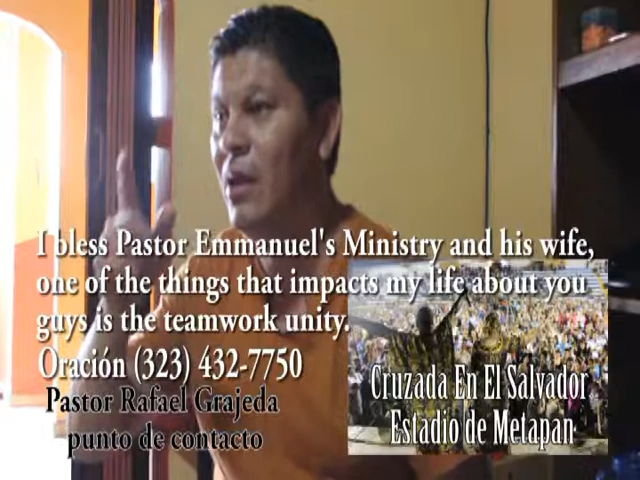 I bless Pastor Emmanuel's Ministry and his wife,
one of the things that impacts my life about you
guys is the teamwork unity.
Oración (323) 432-7750
Pastor Rafael Grajeda
punto de contacto
Cruzada En El Salvador
Estadio de Metapan